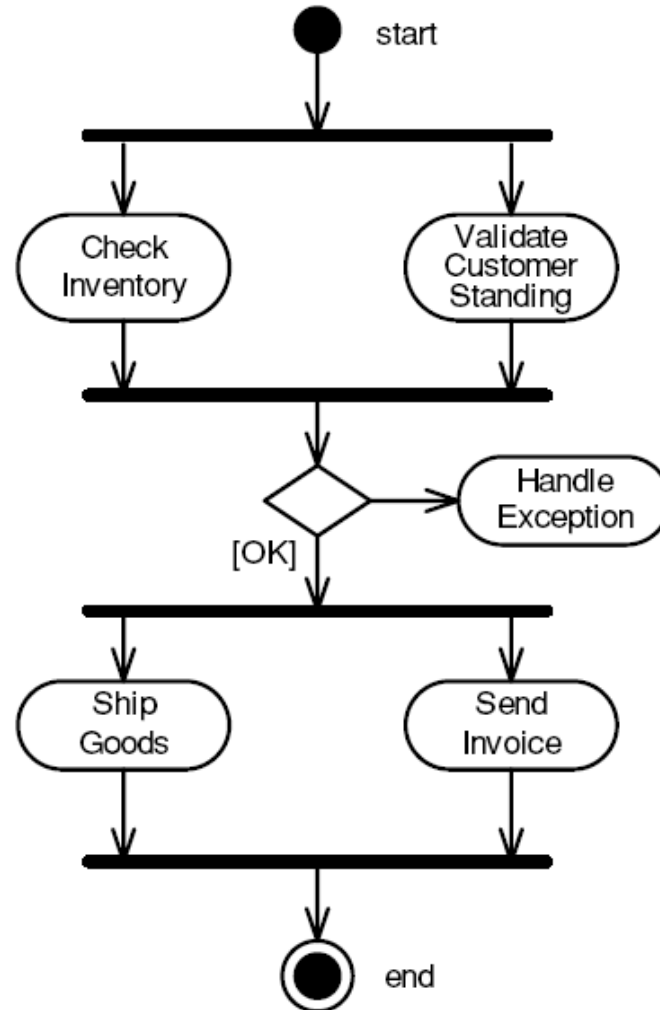 start
Check
Inventory
Validate
Customer
Standing
Handle
Exception
[OK]
Ship
Goods
Send
Invoice
end